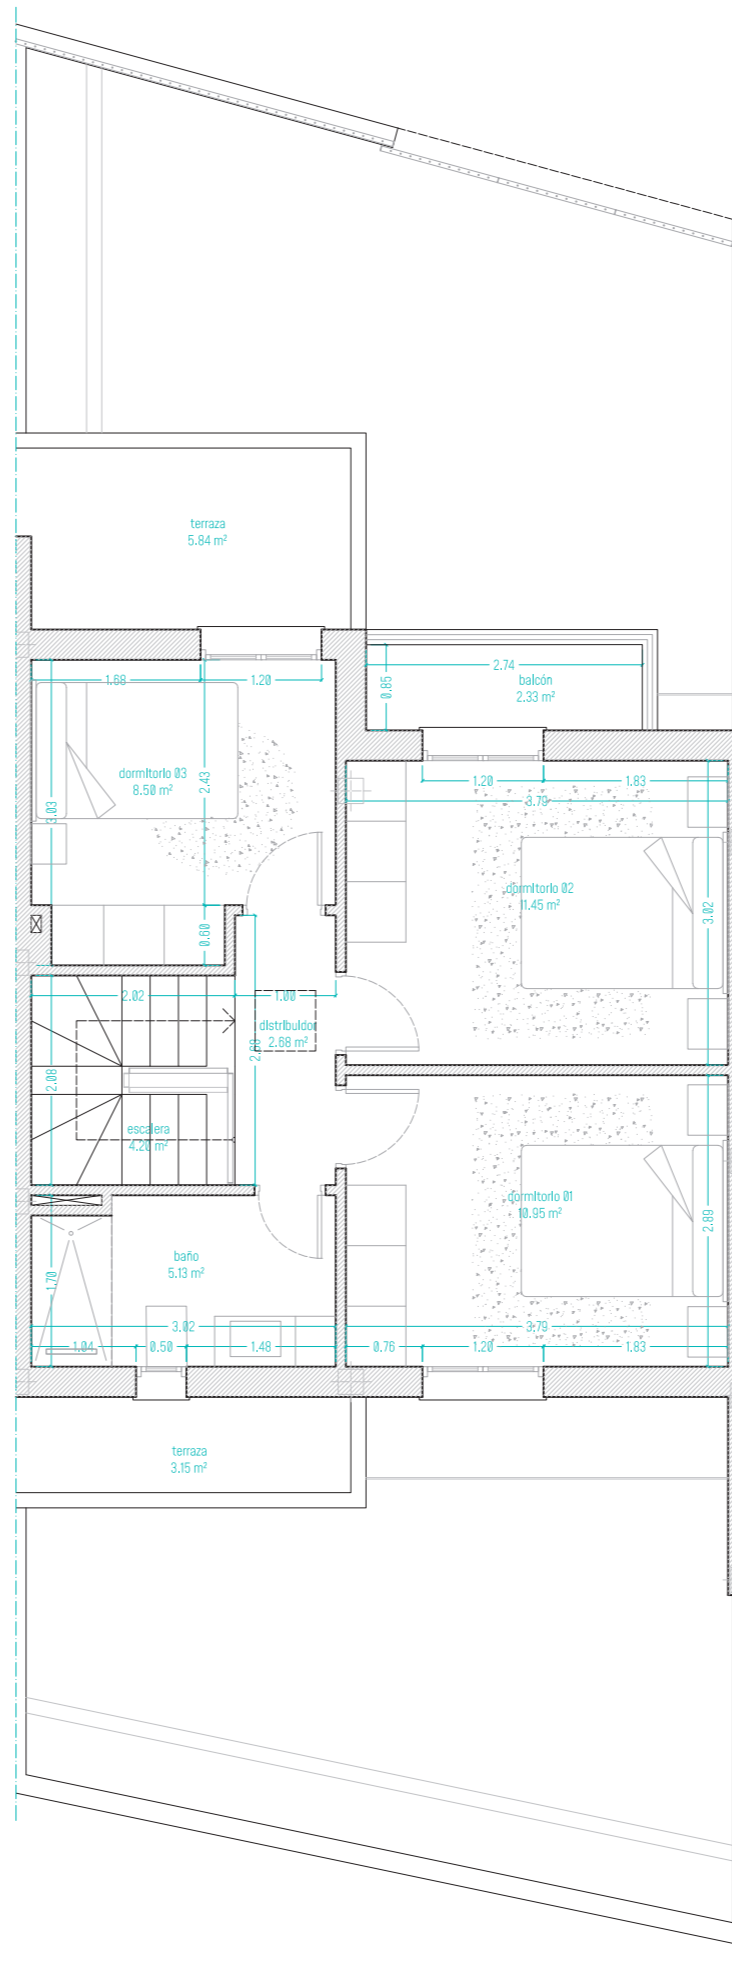 terraza
5.84 m²
2.74
0.85
balcón
2.33 m²
1.68
1.20
dormitorio 03
8.50 m²
2.43
3.03
1.20
1.83
3.79
dormitorio 02
11.45 m²
3.02
0.60
2.02
1.00
distribuidor
2.68 m²
2.08
escalera
4.20 m²
dormitorio 01
10.95 m²
2.89
baño
5.13 m²
1.70
3.02
3.79
1.04
0.50
1.48
0.76
1.20
1.83
terraza
3.15 m²